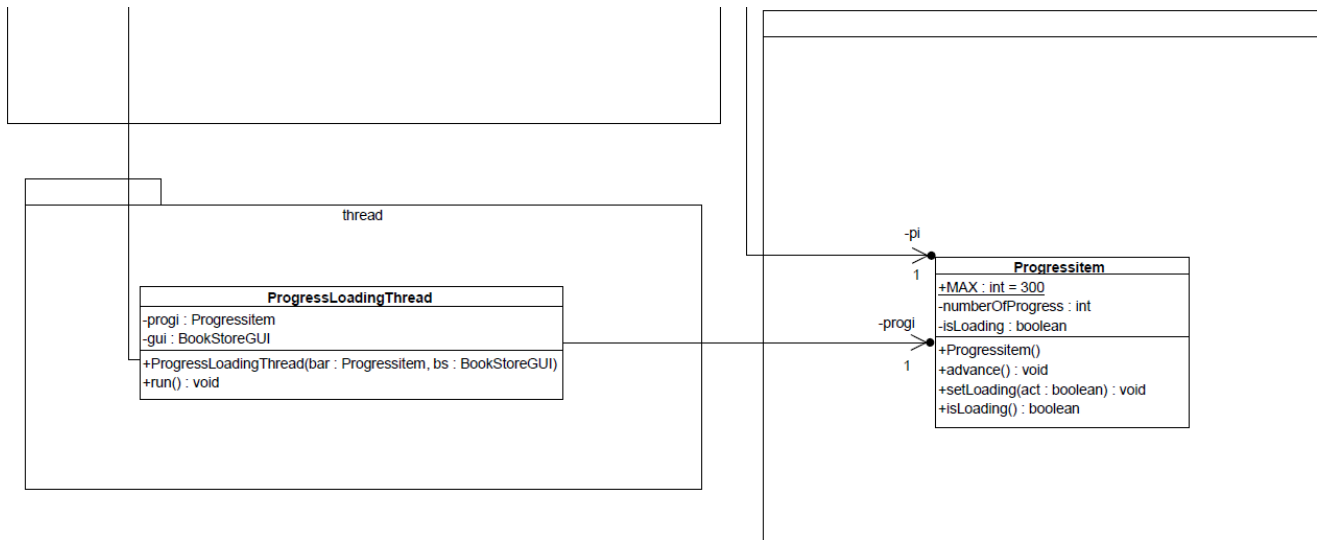 thread
ProgressLoadingThread
-progi : Progressitem
-gui : BookStoreGUI
+ProgressLoadingThread(bar : Progressitem, bs : BookStoreGUI)
+run() : void
-pi
1
-progi
1
Progressitem
+MAX : int = 300
-numberOfProgress : int
-isLoading : boolean
+Progressitem()
+advance() : void
+setLoading(act : boolean) : void
+isLoading() : boolean